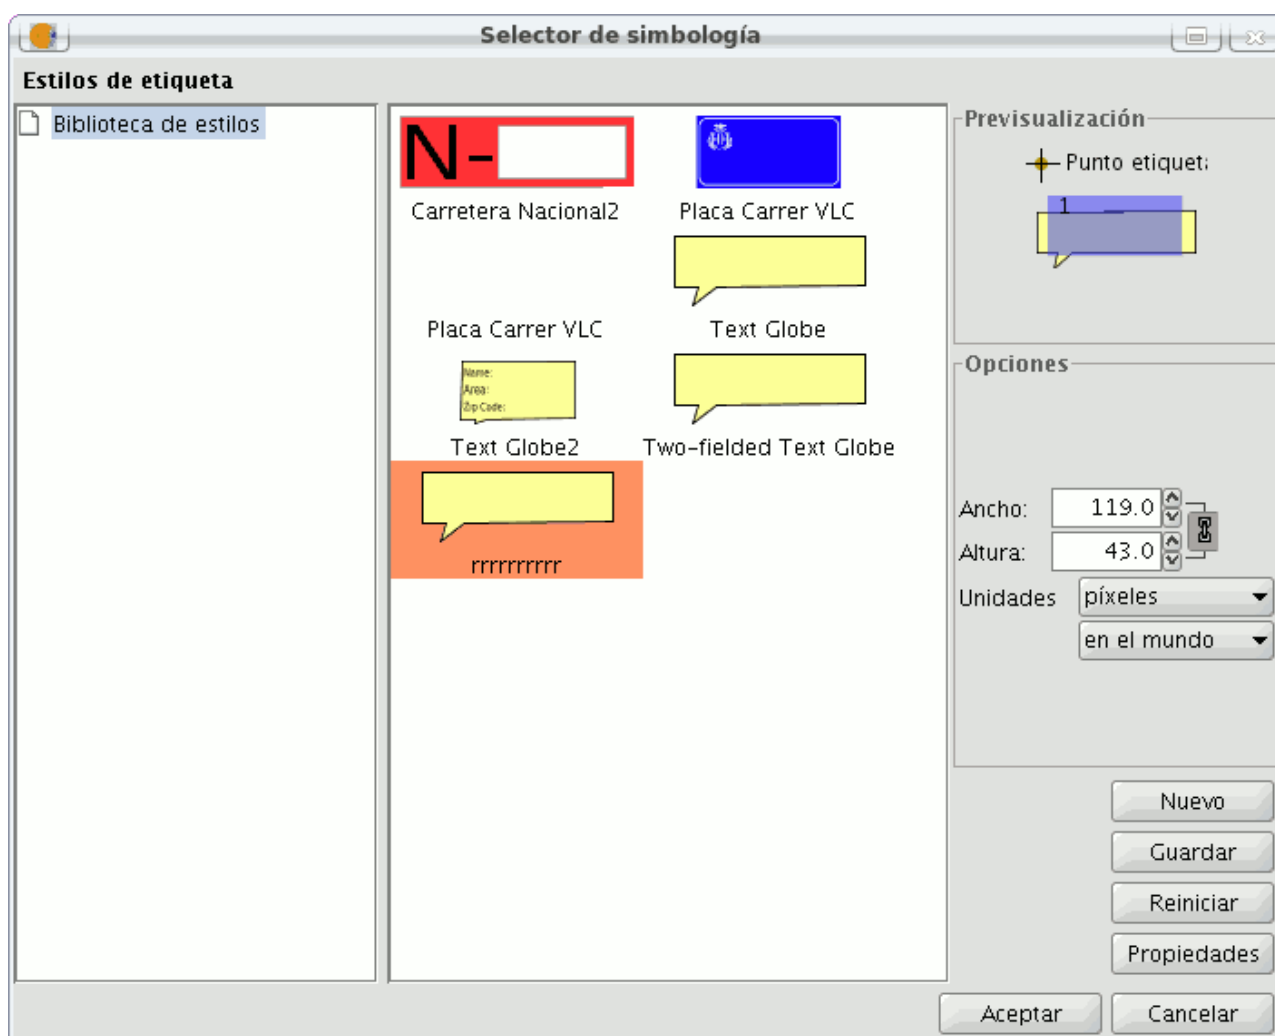 Selector de simbología
Estilos de etiqueta
Biblioteca de estilos
N-
Carretera Nacional2
Placa Carrer VLC
Placa Carrer VLC
Text Globe
Name:
Area:
Zip Code:
Text Globe2
Two-fielded Text Globe
rrrrrrrrrr
Previsualización
Punto etiquet
1
Opciones
Ancho: 119.0
Altura: 43.0
Unidades píxeles
en el mundo
Nuevo
Guardar
Reiniciar
Propiedades
Aceptar Cancelar